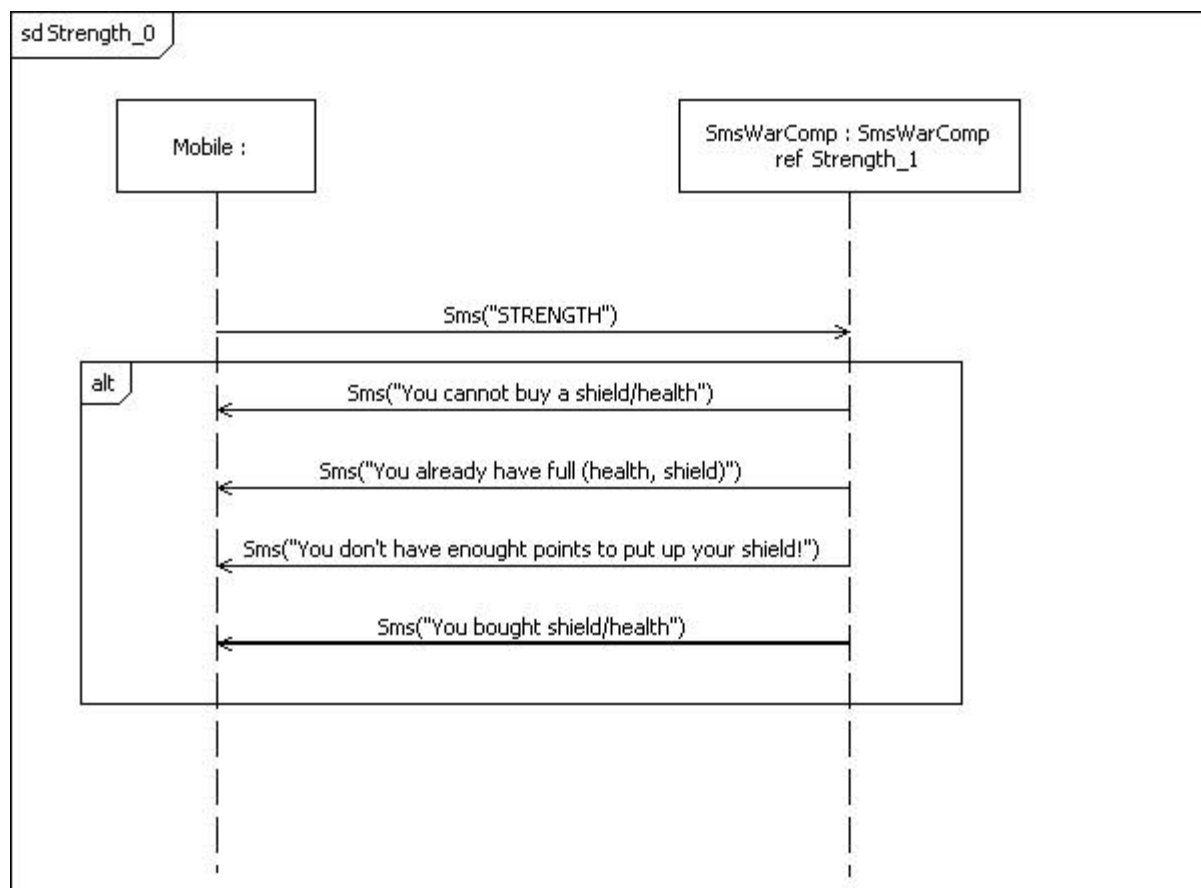 sd Strength_0
Mobile :
SmsWarComp : SmsWarComp
ref Strength_1
Sms("STRENGTH")
alt
Sms("You cannot buy a shield/health")
Sms("You already have full (health, shield)")
Sms("You don't have enought points to put up your shield!")
Sms("You bought shield/health")